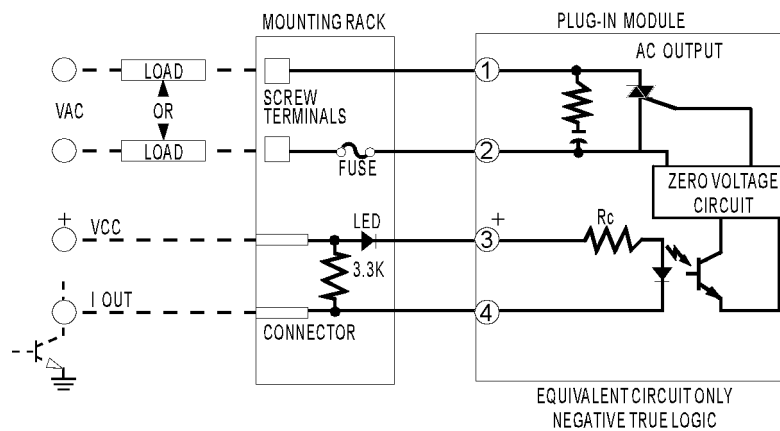 MOUNTING RACK
PLUG-IN MODULE
AC OUTPUT
LOAD
1
SCREW
TERMINALS
VAC
OR
LOAD
2
FUSE
ZERO VOLTAGE
CIRCUIT
+
VCC
LED
+
3
Rc
3.3K
I OUT
4
CONNECTOR
EQUIVALENT CIRCUIT ONLY
NEGATIVE TRUE LOGIC